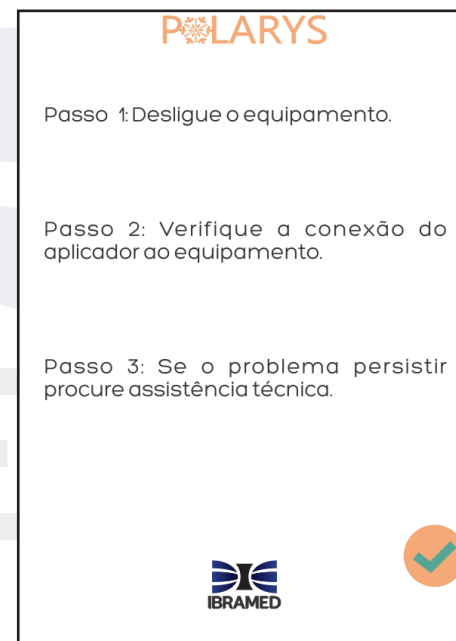 POLARYS
Passo 1: Desligue o equipamento.
Passo 2: Verifique a conexão do
aplicador ao equipamento.
Passo 3: Se o problema persistir
procure assistência técnica.
IBRAMED